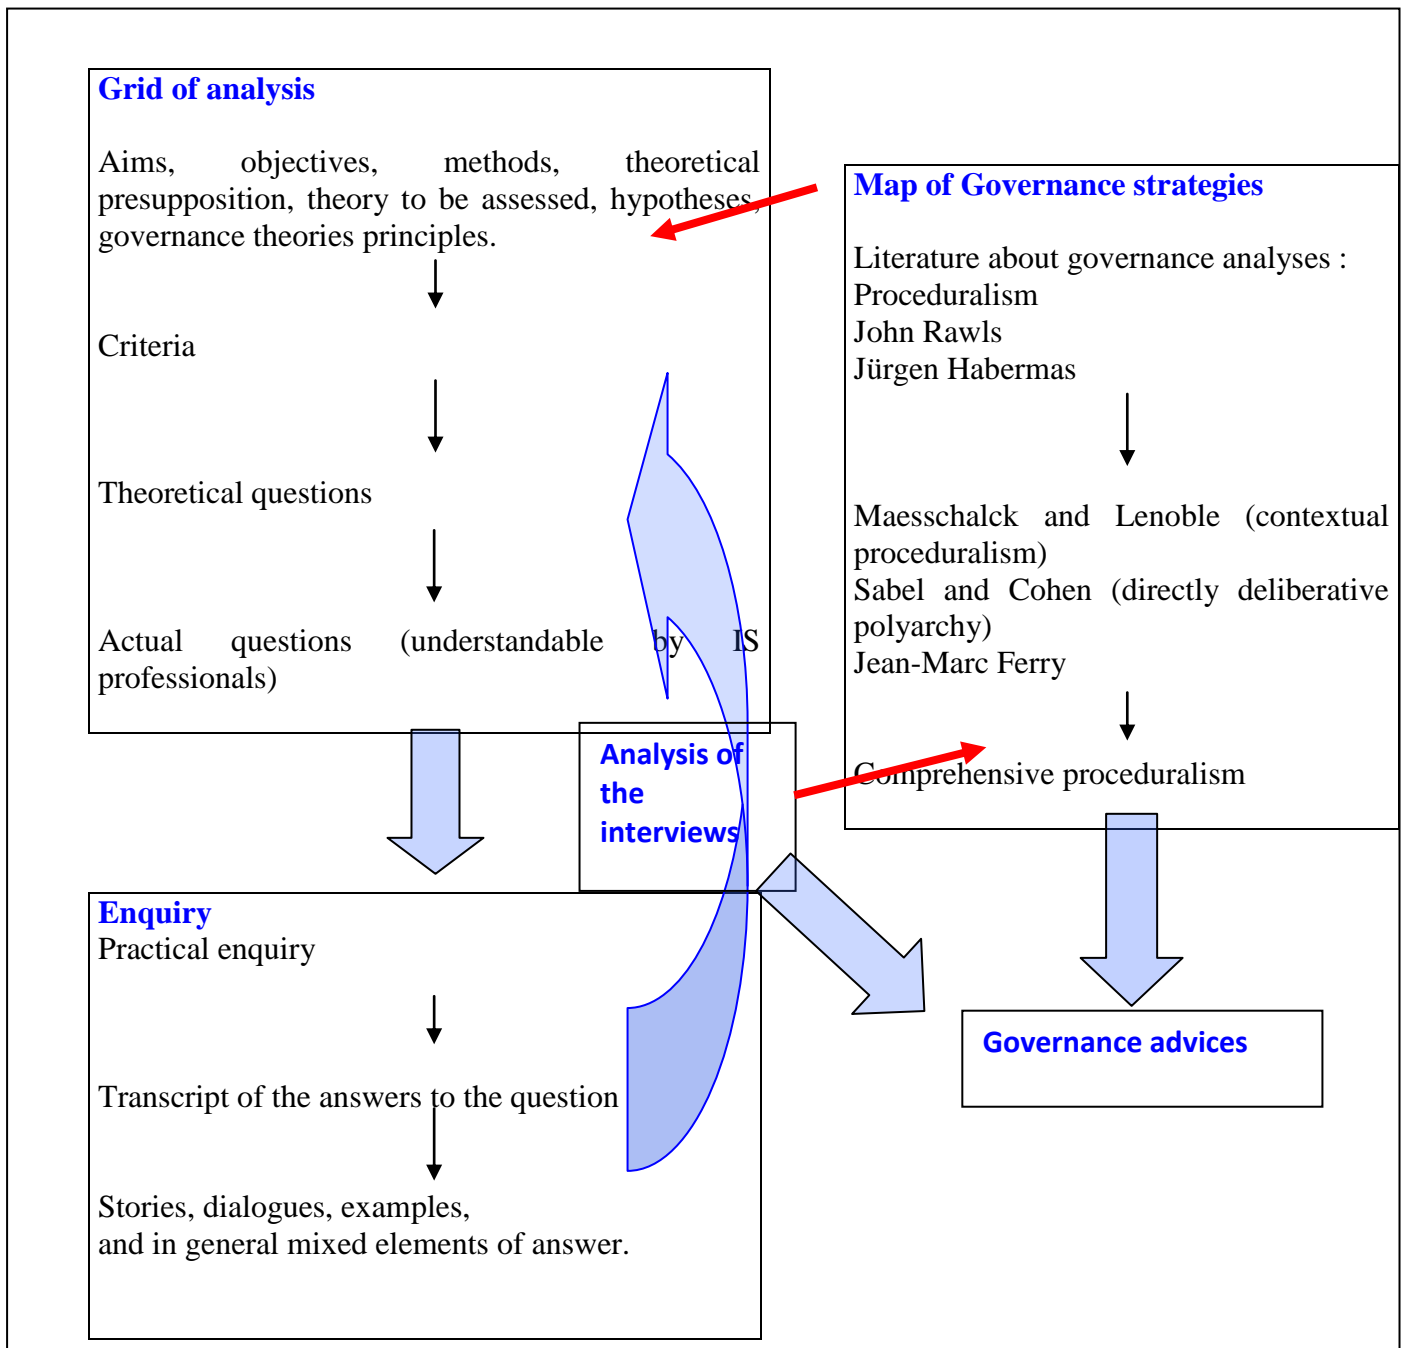 Grid of analysis
Aims, objectives, methods, theoretical
presupposition, theory to be assessed, hypotheses,
governance theories principles.
Criteria
Theoretical questions
Actual questions (understandable by IS
professionals)
Map of Governance strategies
Literature about governance analyses :
Proceduralism
John Rawls
Jürgen Habermas
Maesschalck and Lenoble (contextual
proceduralism)
Sabel and Cohen (directly deliberative
polyarchy)
Jean-Marc Ferry
Comprehensive proceduralism
Analysis of
the
interviews
Enquiry
Practical enquiry
Transcript of the answers to the question
Stories, dialogues, examples,
and in general mixed elements of answer.
Governance advices